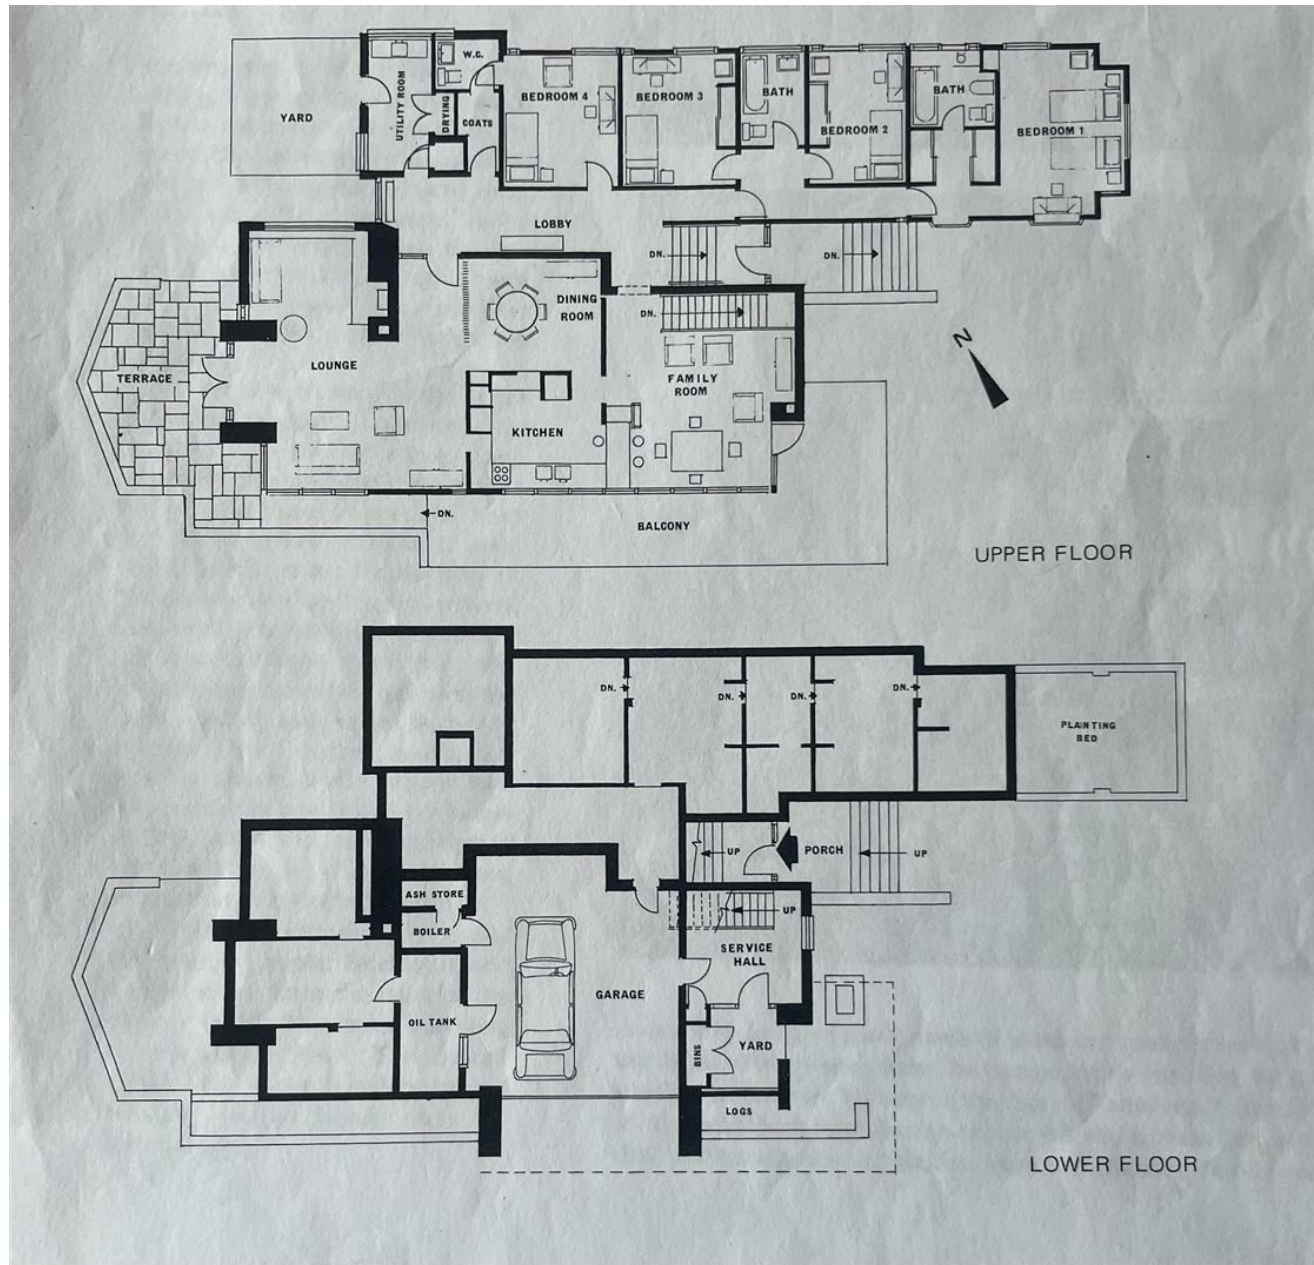 YARD
UTILITY ROOM
W.C.
DRYING
COATS
BEDROOM 4
BEDROOM 3
BATH
BEDROOM 2
BATH
BEDROOM 1
LOBBY
DN.
DN.
DINING
ROOM
DN.
N
TERRACE
LOUNGE
FAMILY
ROOM
KITCHEN
DN.
BALCONY
UPPER FLOOR
DN.
DN.
DN.
DN.
PLANTING
BED
UP
PORCH
UP
ASH STORE
BOILER
UP
SERVICE
HALL
GARAGE
OIL TANK
BINS
YARD
LOGS
LOWER FLOOR